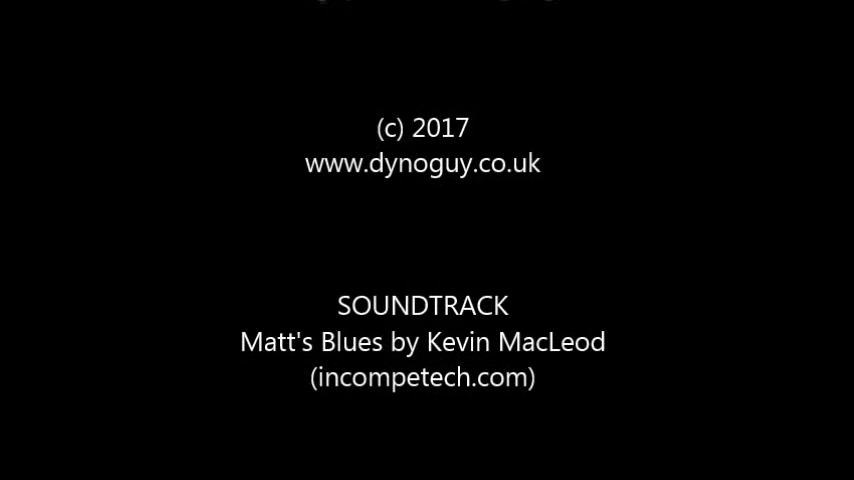 (c) 2017
www.dynoguy.co.uk
SOUNDTRACK
Matt's Blues by Kevin MacLeod
(incompetech.com)